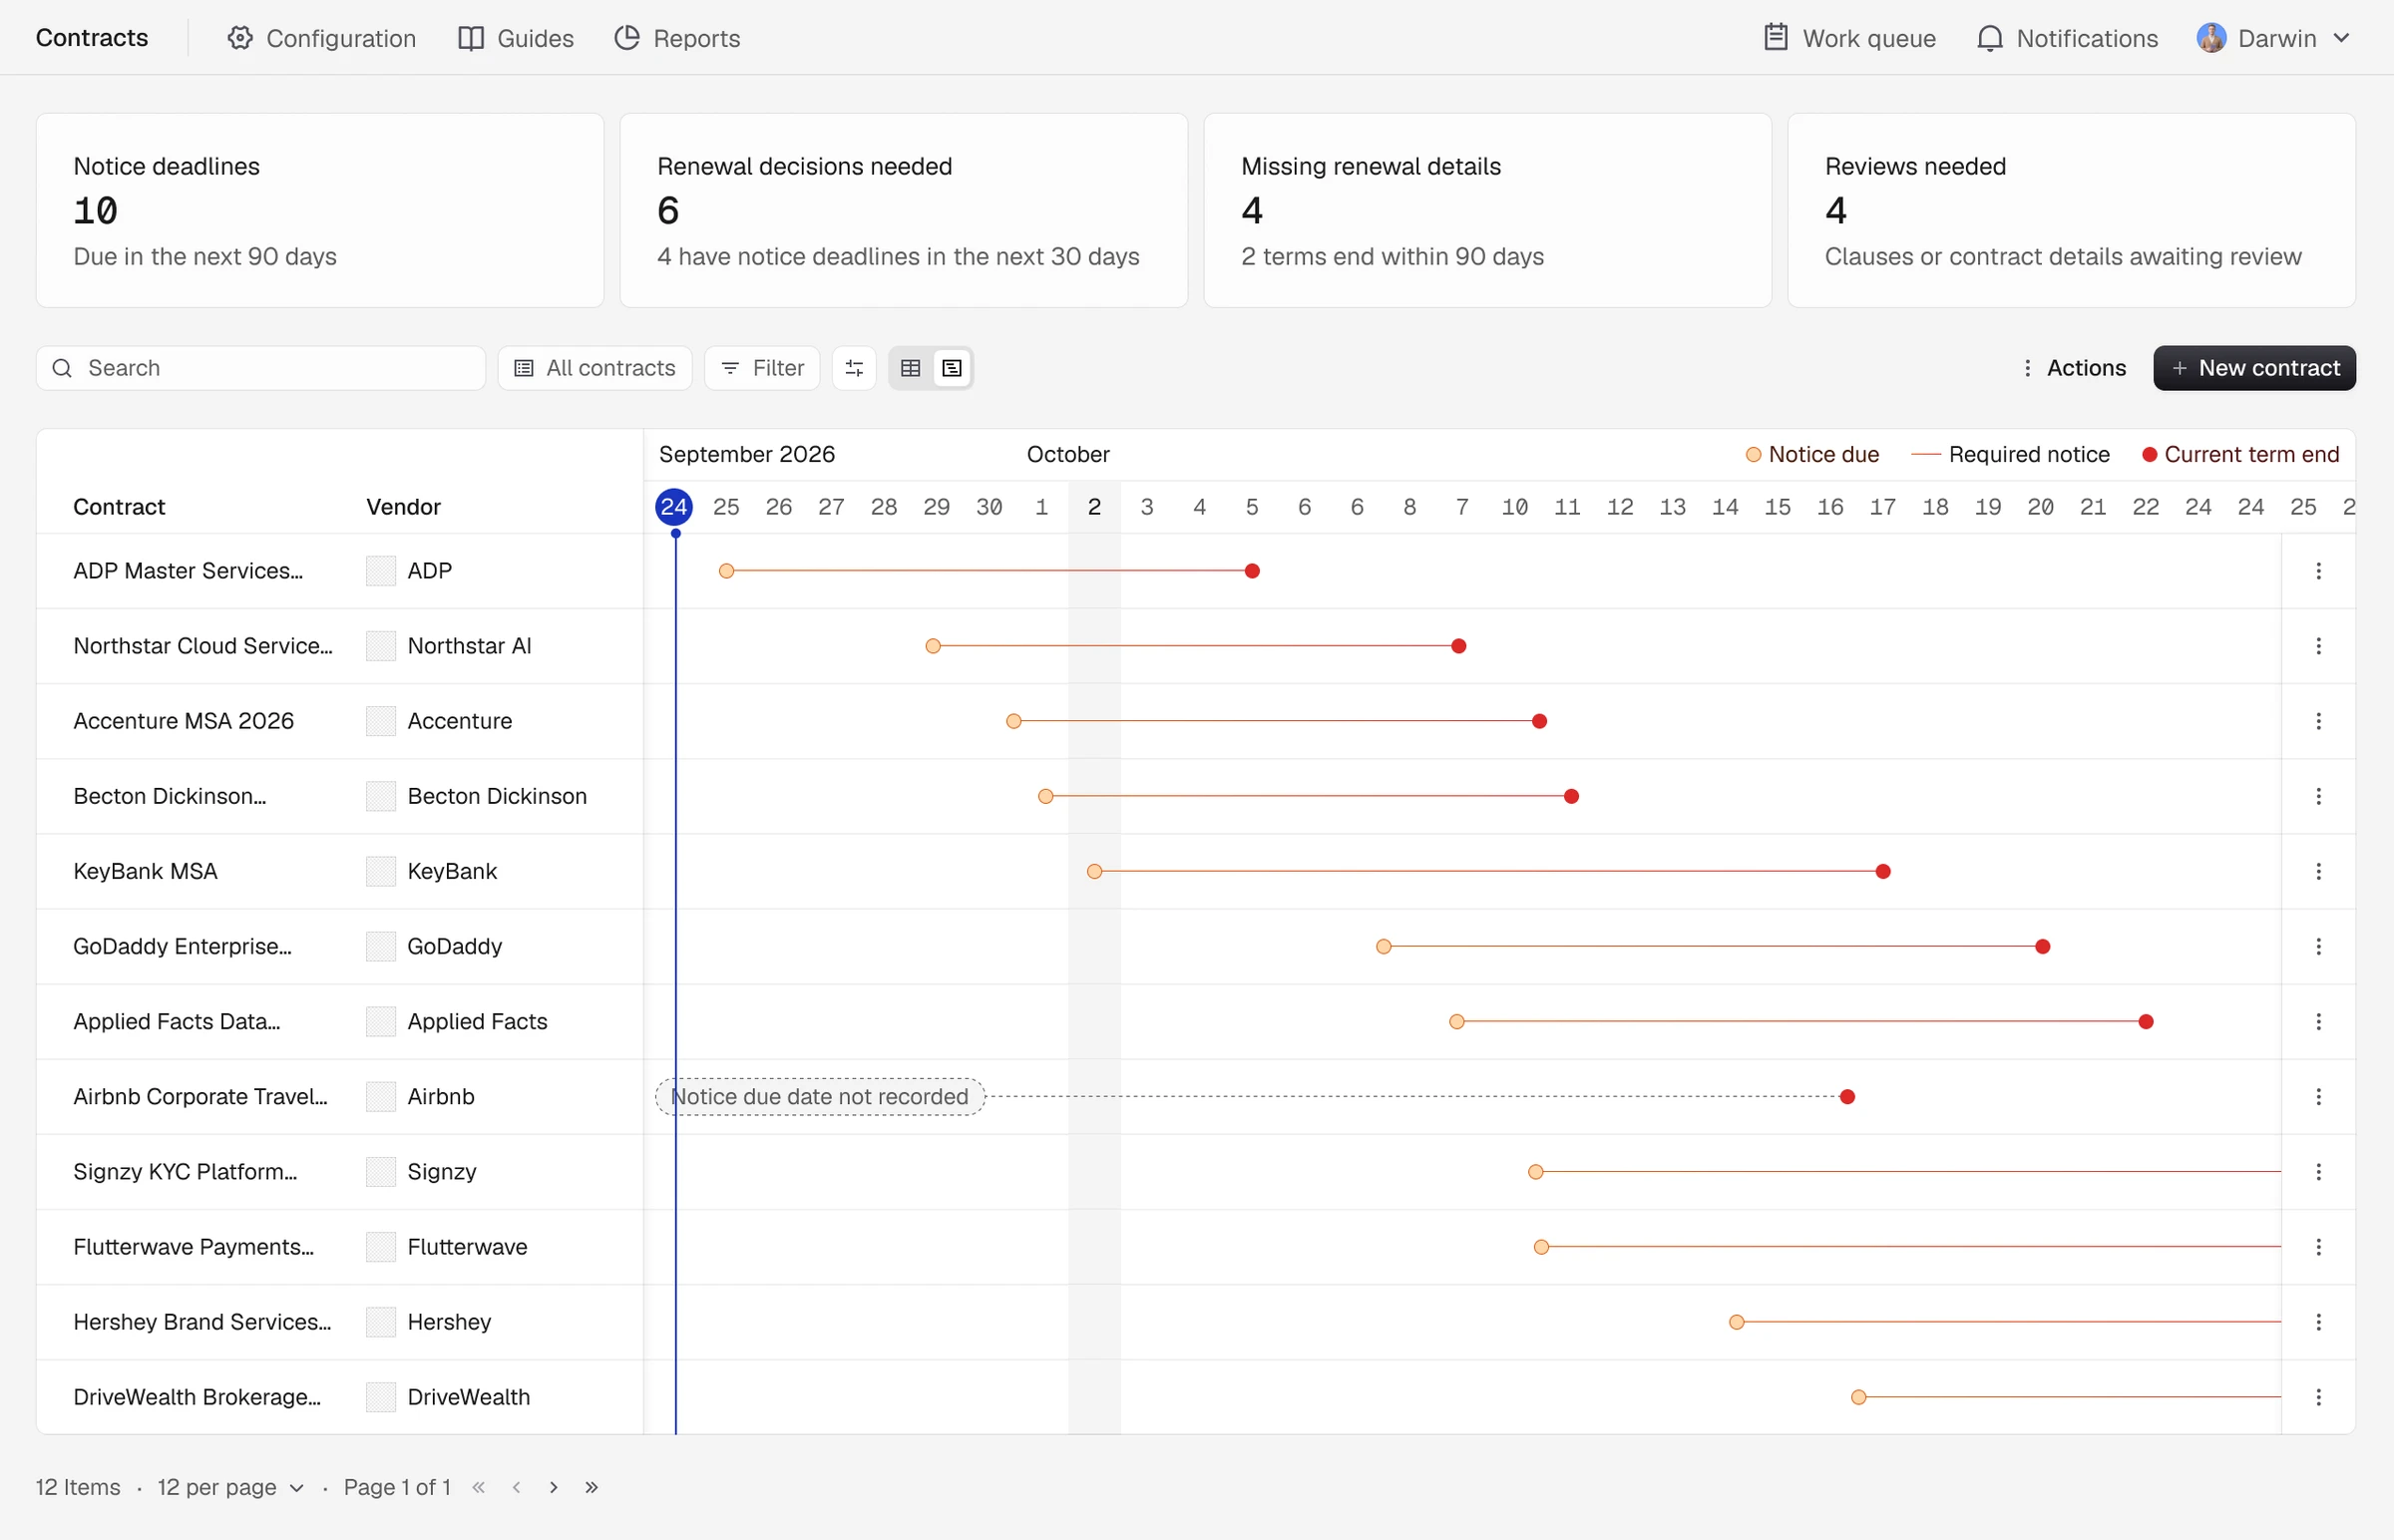 Contracts Configuration Guides Reports Work queue Notifications Darwin
Notice deadlines
10
Due in the next 90 days
Renewal decisions needed
6
4 have notice deadlines in the next 30 days
Missing renewal details
4
2 terms end within 90 days
Reviews needed
4
Clauses or contract details awaiting review
Search All contracts Filter Actions + New contract
September 2026 October Notice due Required notice Current term end
Contract Vendor 24 25 26 27 28 29 30 1 2 3 4 5 6 6 8 7 10 11 12 13 14 15 16 17 18 19 20 21 22 24 24 25 2
ADP Master Services... ADP
Northstar Cloud Service... Northstar AI
Accenture MSA 2026 Accenture
Becton Dickinson... Becton Dickinson
KeyBank MSA KeyBank
GoDaddy Enterprise... GoDaddy
Applied Facts Data... Applied Facts
Airbnb Corporate Travel... Airbnb Notice due date not recorded
Signzy KYC Platform... Signzy
Flutterwave Payments... Flutterwave
Hershey Brand Services... Hershey
DriveWealth Brokerage... DriveWealth
12 Items · 12 per page · Page 1 of 1 « ‹ › »